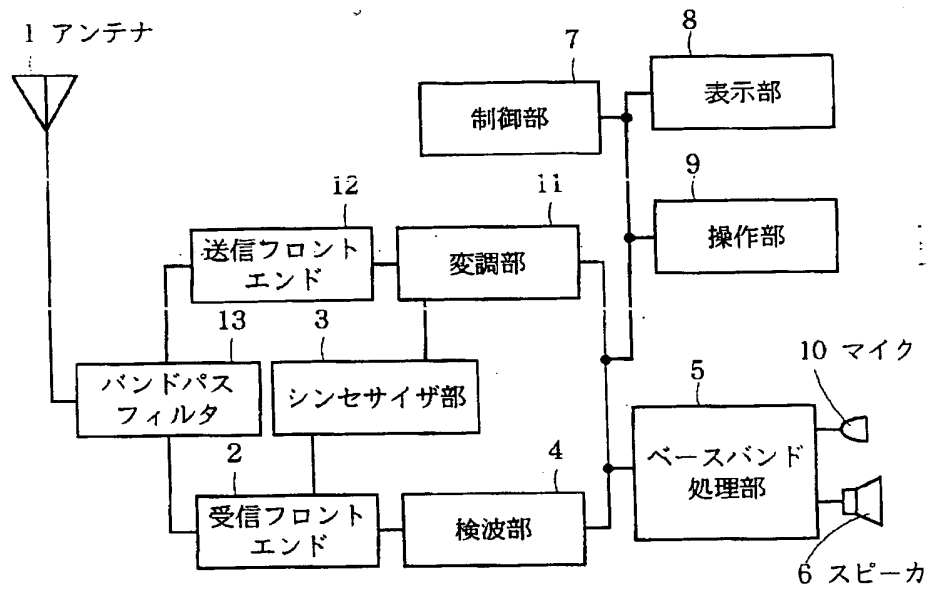 1 アンテナ
7
制御部
8
表示部
9
操作部
12
送信フロント
エンド
11
変調部
13
バンドパス
フィルタ
3
シンセサイザ部
2
受信フロント
エンド
4
検波部
5
ベースバンド
処理部
10 マイク
6 スピーカ